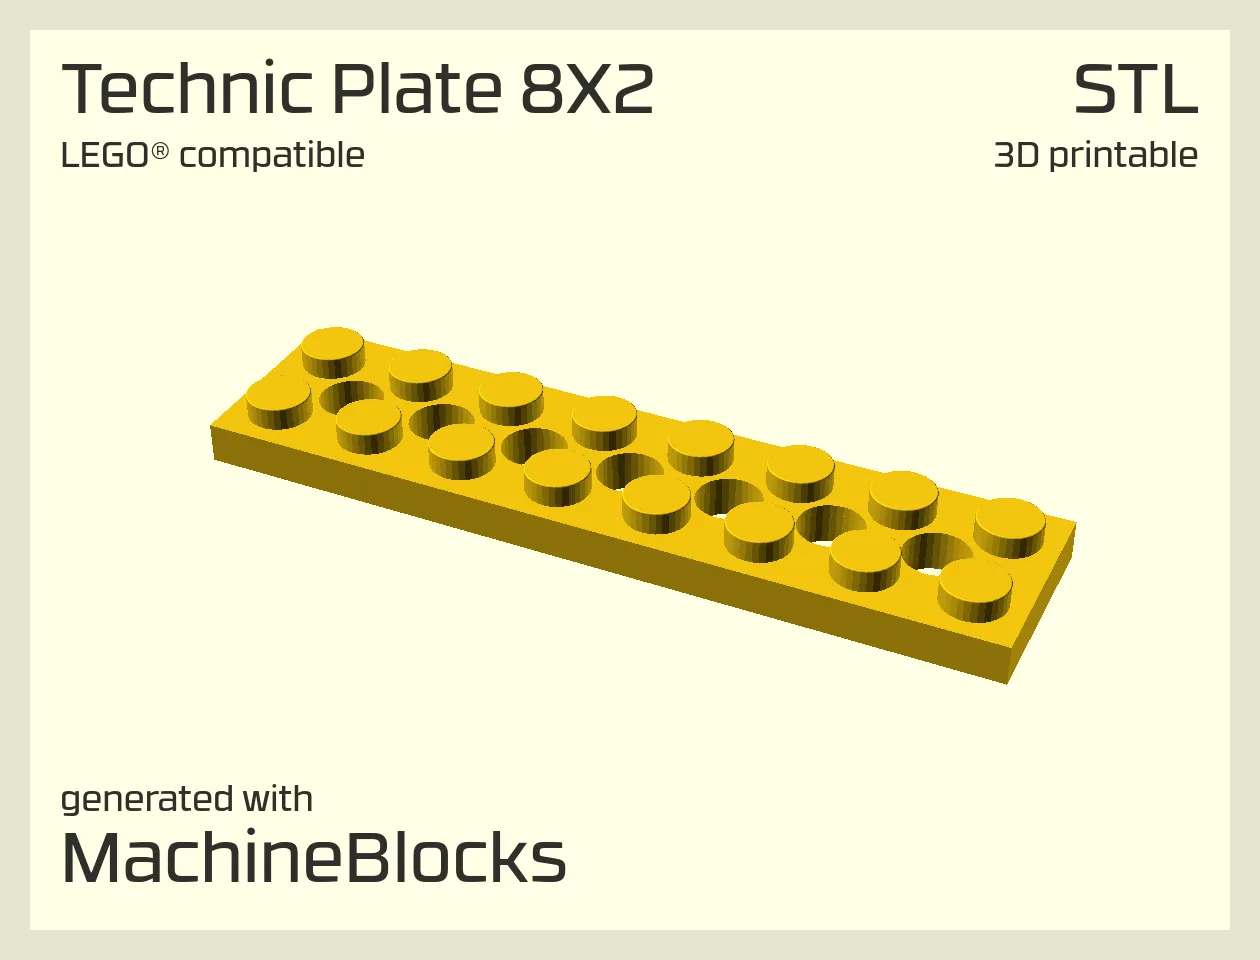 Technic Plate 8X2
LEGO® compatible
STL
3D printable
generated with
MachineBlocks